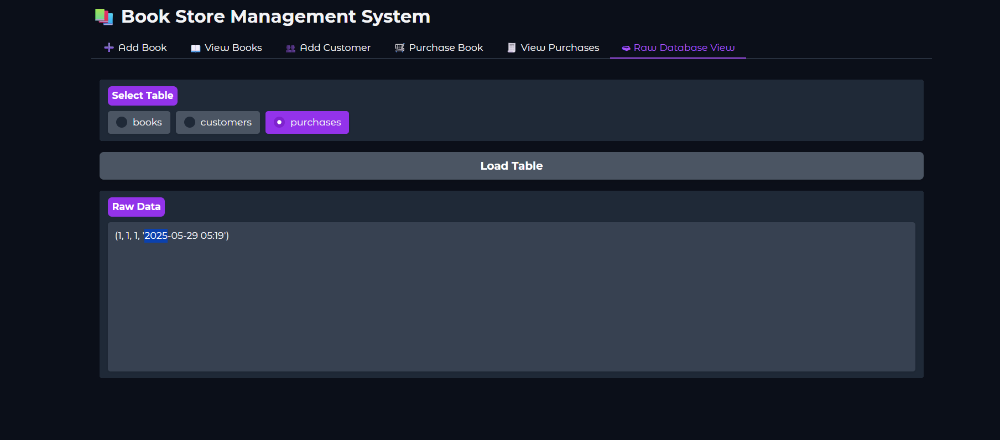 Book Store Management System
Add Book View Books Add Customer Purchase Book View Purchases Raw Database View
Select Table
books customers purchases
Load Table
Raw Data
(1, 1, 1, '2025-05-29 05:19')